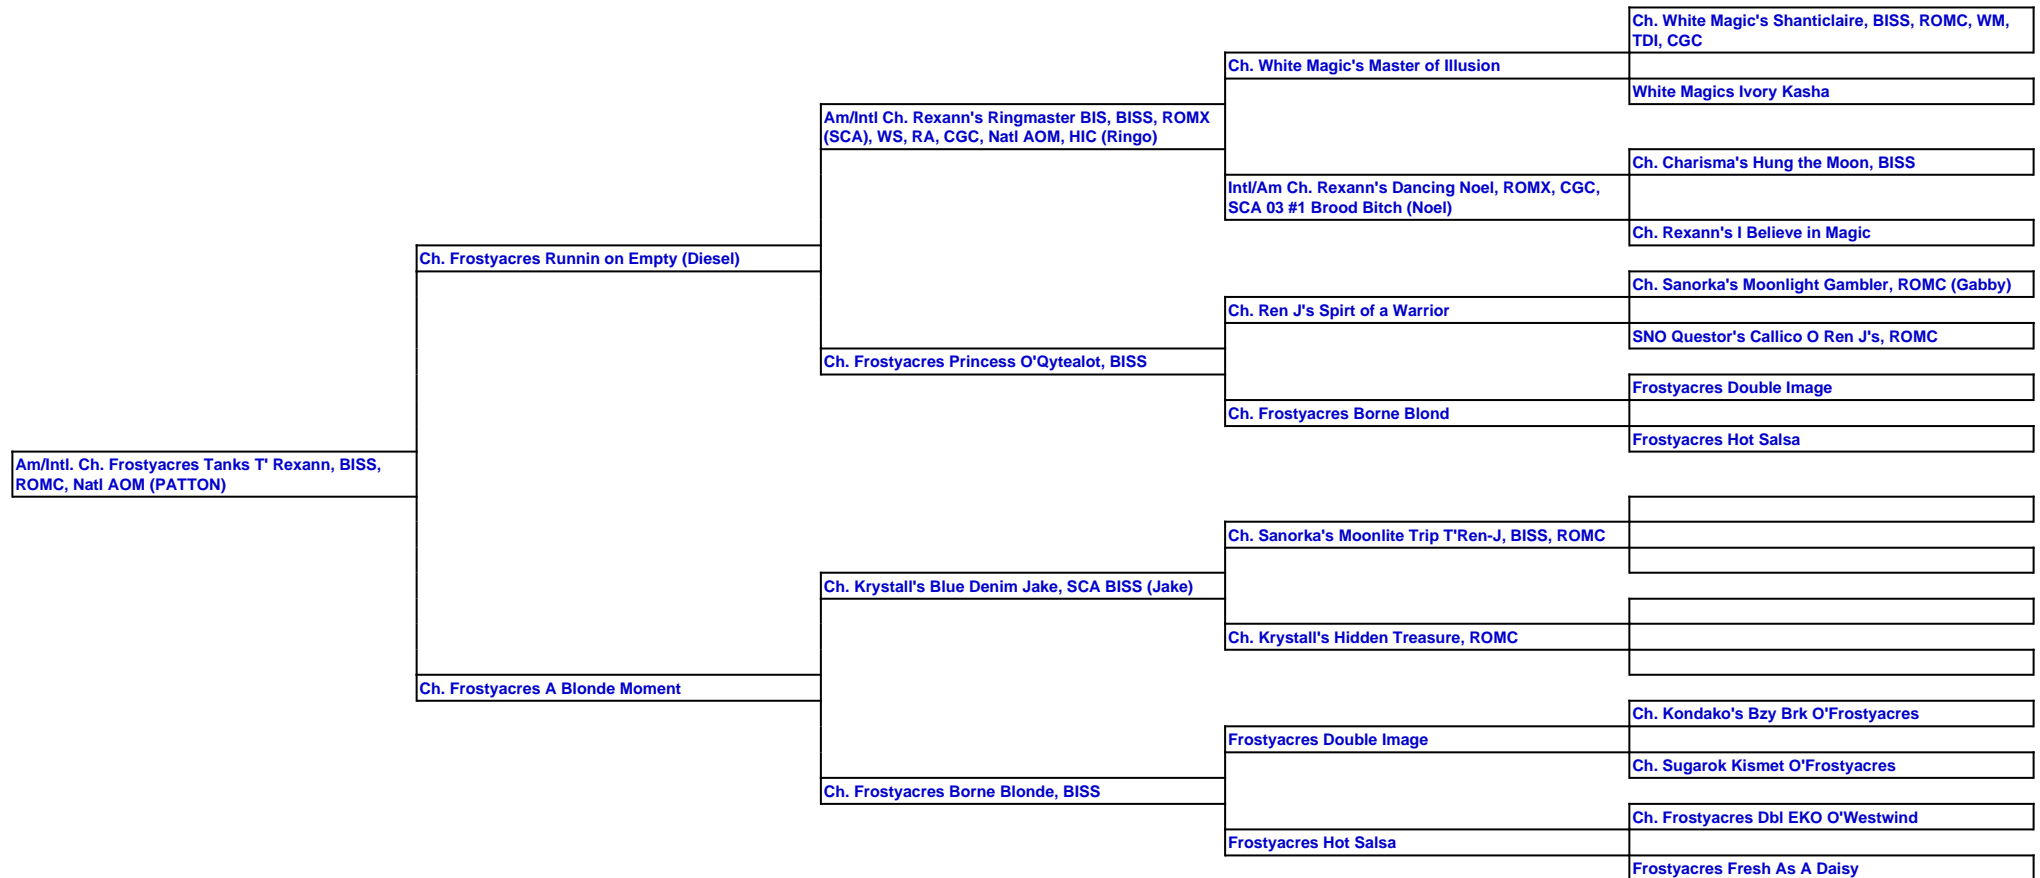 Ch. White Magic's Shanticlaire, BISS, ROMC, WM,
TDI, CGC
Ch. White Magic's Master of Illusion
White Magics Ivory Kasha
Am/Intl Ch. Rexann's Ringmaster BIS, BISS, ROMX
(SCA), WS, RA, CGC, Natl AOM, HIC (Ringo)
Ch. Charisma's Hung the Moon, BISS
Intl/Am Ch. Rexann's Dancing Noel, ROMX, CGC,
SCA 03 #1 Brood Bitch (Noel)
Ch. Rexann's I Believe in Magic
Ch. Frostyacres Runnin on Empty (Diesel)
Ch. Sanorka's Moonlight Gambler, ROMC (Gabby)
Ch. Ren J's Spirt of a Warrior
SNO Questor's Callico O Ren J's, ROMC
Ch. Frostyacres Princess O'Qytealot, BISS
Frostyacres Double Image
Ch. Frostyacres Borne Blond
Frostyacres Hot Salsa
Am/Intl. Ch. Frostyacres Tanks T' Rexann, BISS,
ROMC, Natl AOM (PATTON)
Ch. Sanorka's Moonlite Trip T'Ren-J, BISS, ROMC
Ch. Krystall's Blue Denim Jake, SCA BISS (Jake)
Ch. Krystall's Hidden Treasure, ROMC
Ch. Frostyacres A Blonde Moment
Ch. Kondako's Bzy Brk O'Frostyacres
Frostyacres Double Image
Ch. Sugarok Kismet O'Frostyacres
Ch. Frostyacres Borne Blonde, BISS
Ch. Frostyacres Dbl EKO O'Westwind
Frostyacres Hot Salsa
Frostyacres Fresh As A Daisy